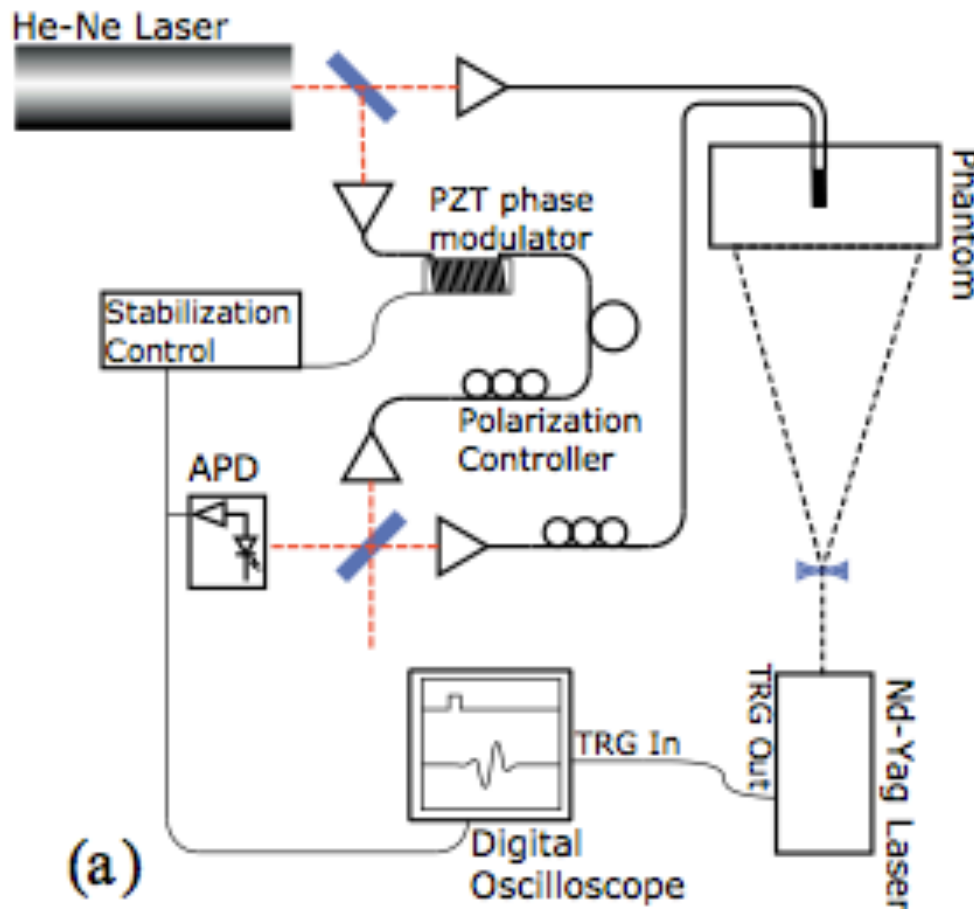 He-Ne Laser
PZT phase
modulator
Phantom
Stabilization
Control
Polarization
Controller
APD
TRG In
TRG Out
Nd-Yag Laser
Digital
Oscilloscope
(a)